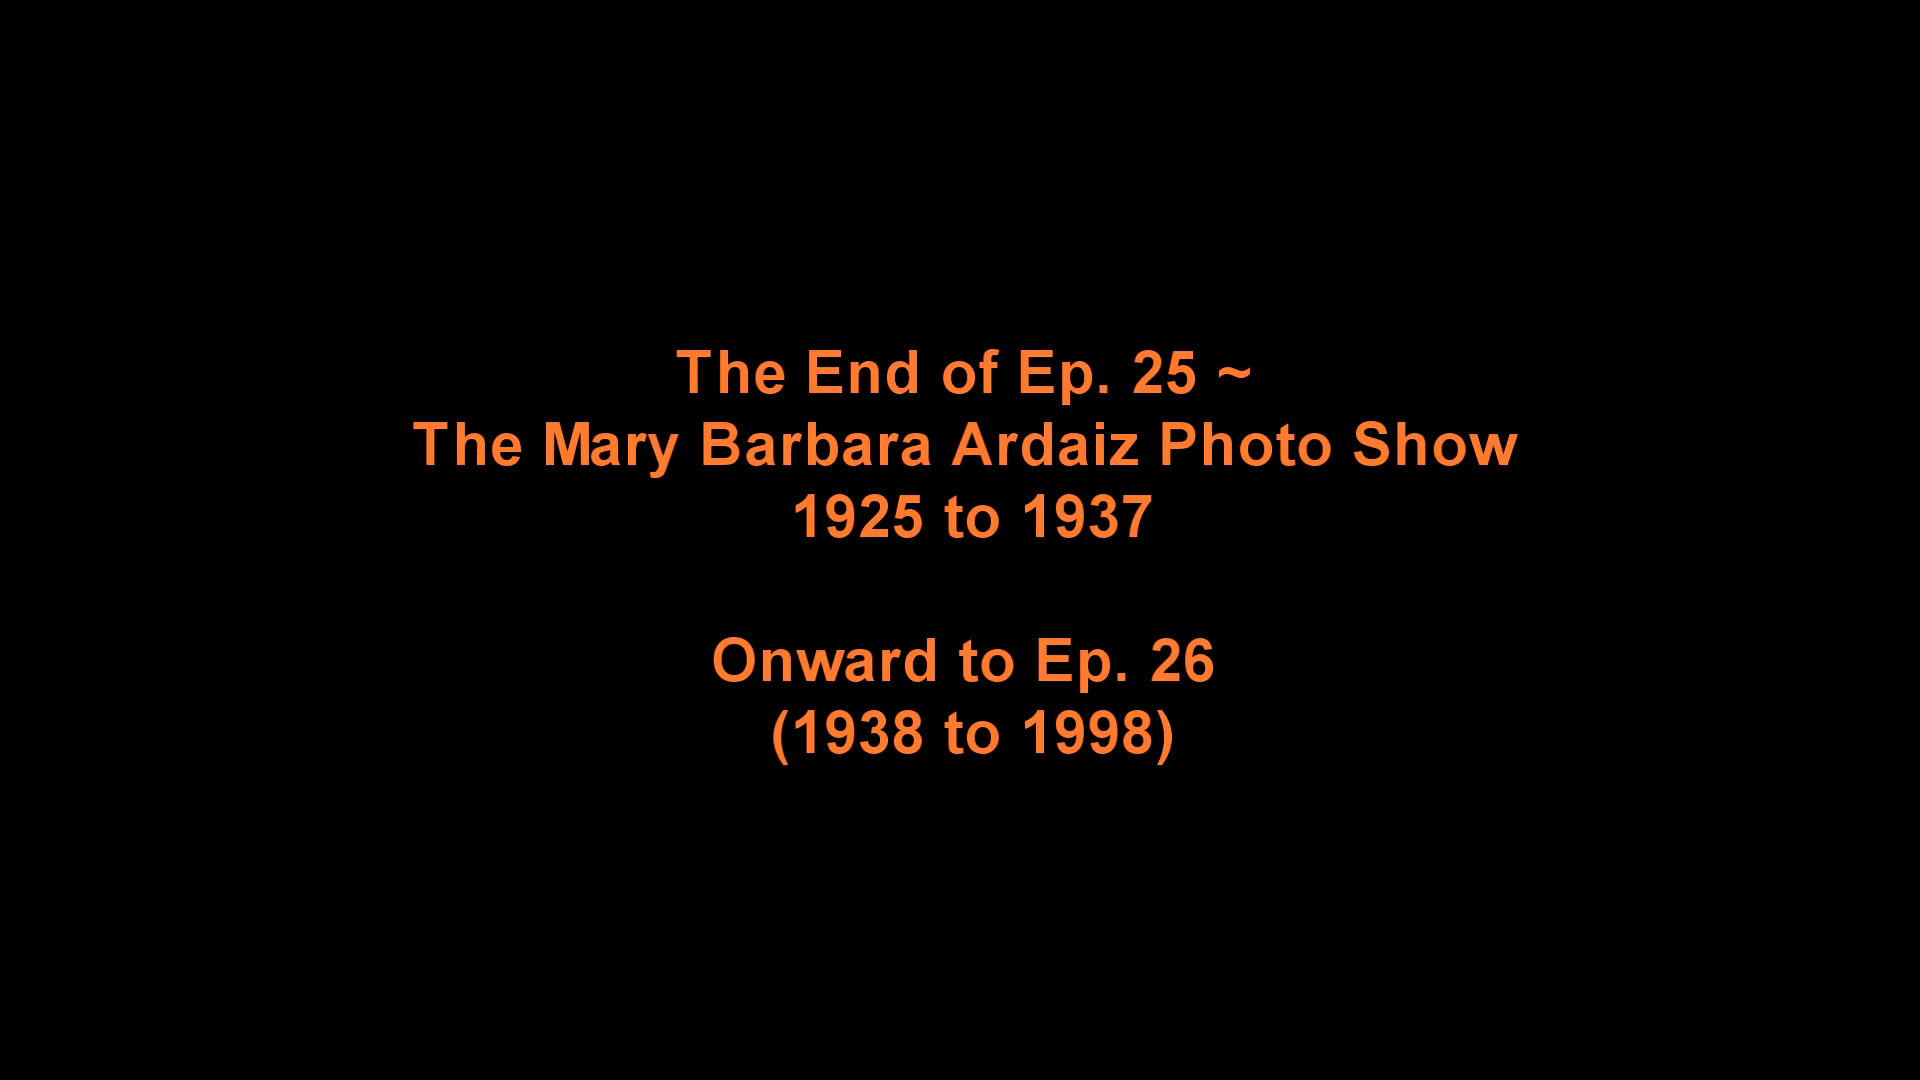 The End of Ep. 25 ~
The Mary Barbara Ardaiz Photo Show
1925 to 1937
Onward to Ep. 26
(1938 to 1998)